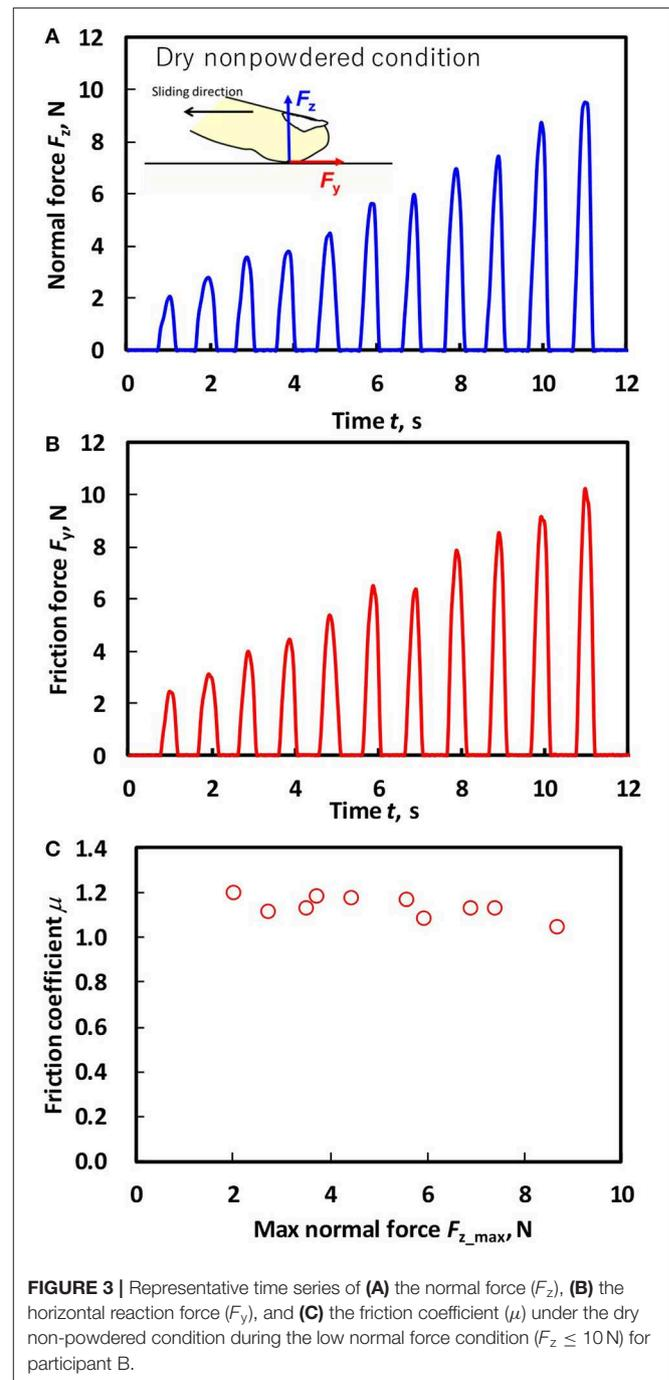 A
Dry nonpowdered condition
Sliding direction
Fz
Fy
Normal force Fz, N
12
10
8
6
4
2
0
0 2 4 6 8 10 12
Time t, s
B
Friction force Fy, N
12
10
8
6
4
2
0
0 2 4 6 8 10 12
Time t, s
C
Friction coefficient μ
1.4
1.2
1.0
0.8
0.6
0.4
0.2
0.0
0 2 4 6 8 10
Max normal force Fz_max, N
FIGURE 3 | Representative time series of (A) the normal force (Fz), (B) the
horizontal reaction force (Fy), and (C) the friction coefficient (μ) under the dry
non-powdered condition during the low normal force condition (Fz ≤ 10 N) for
participant B.